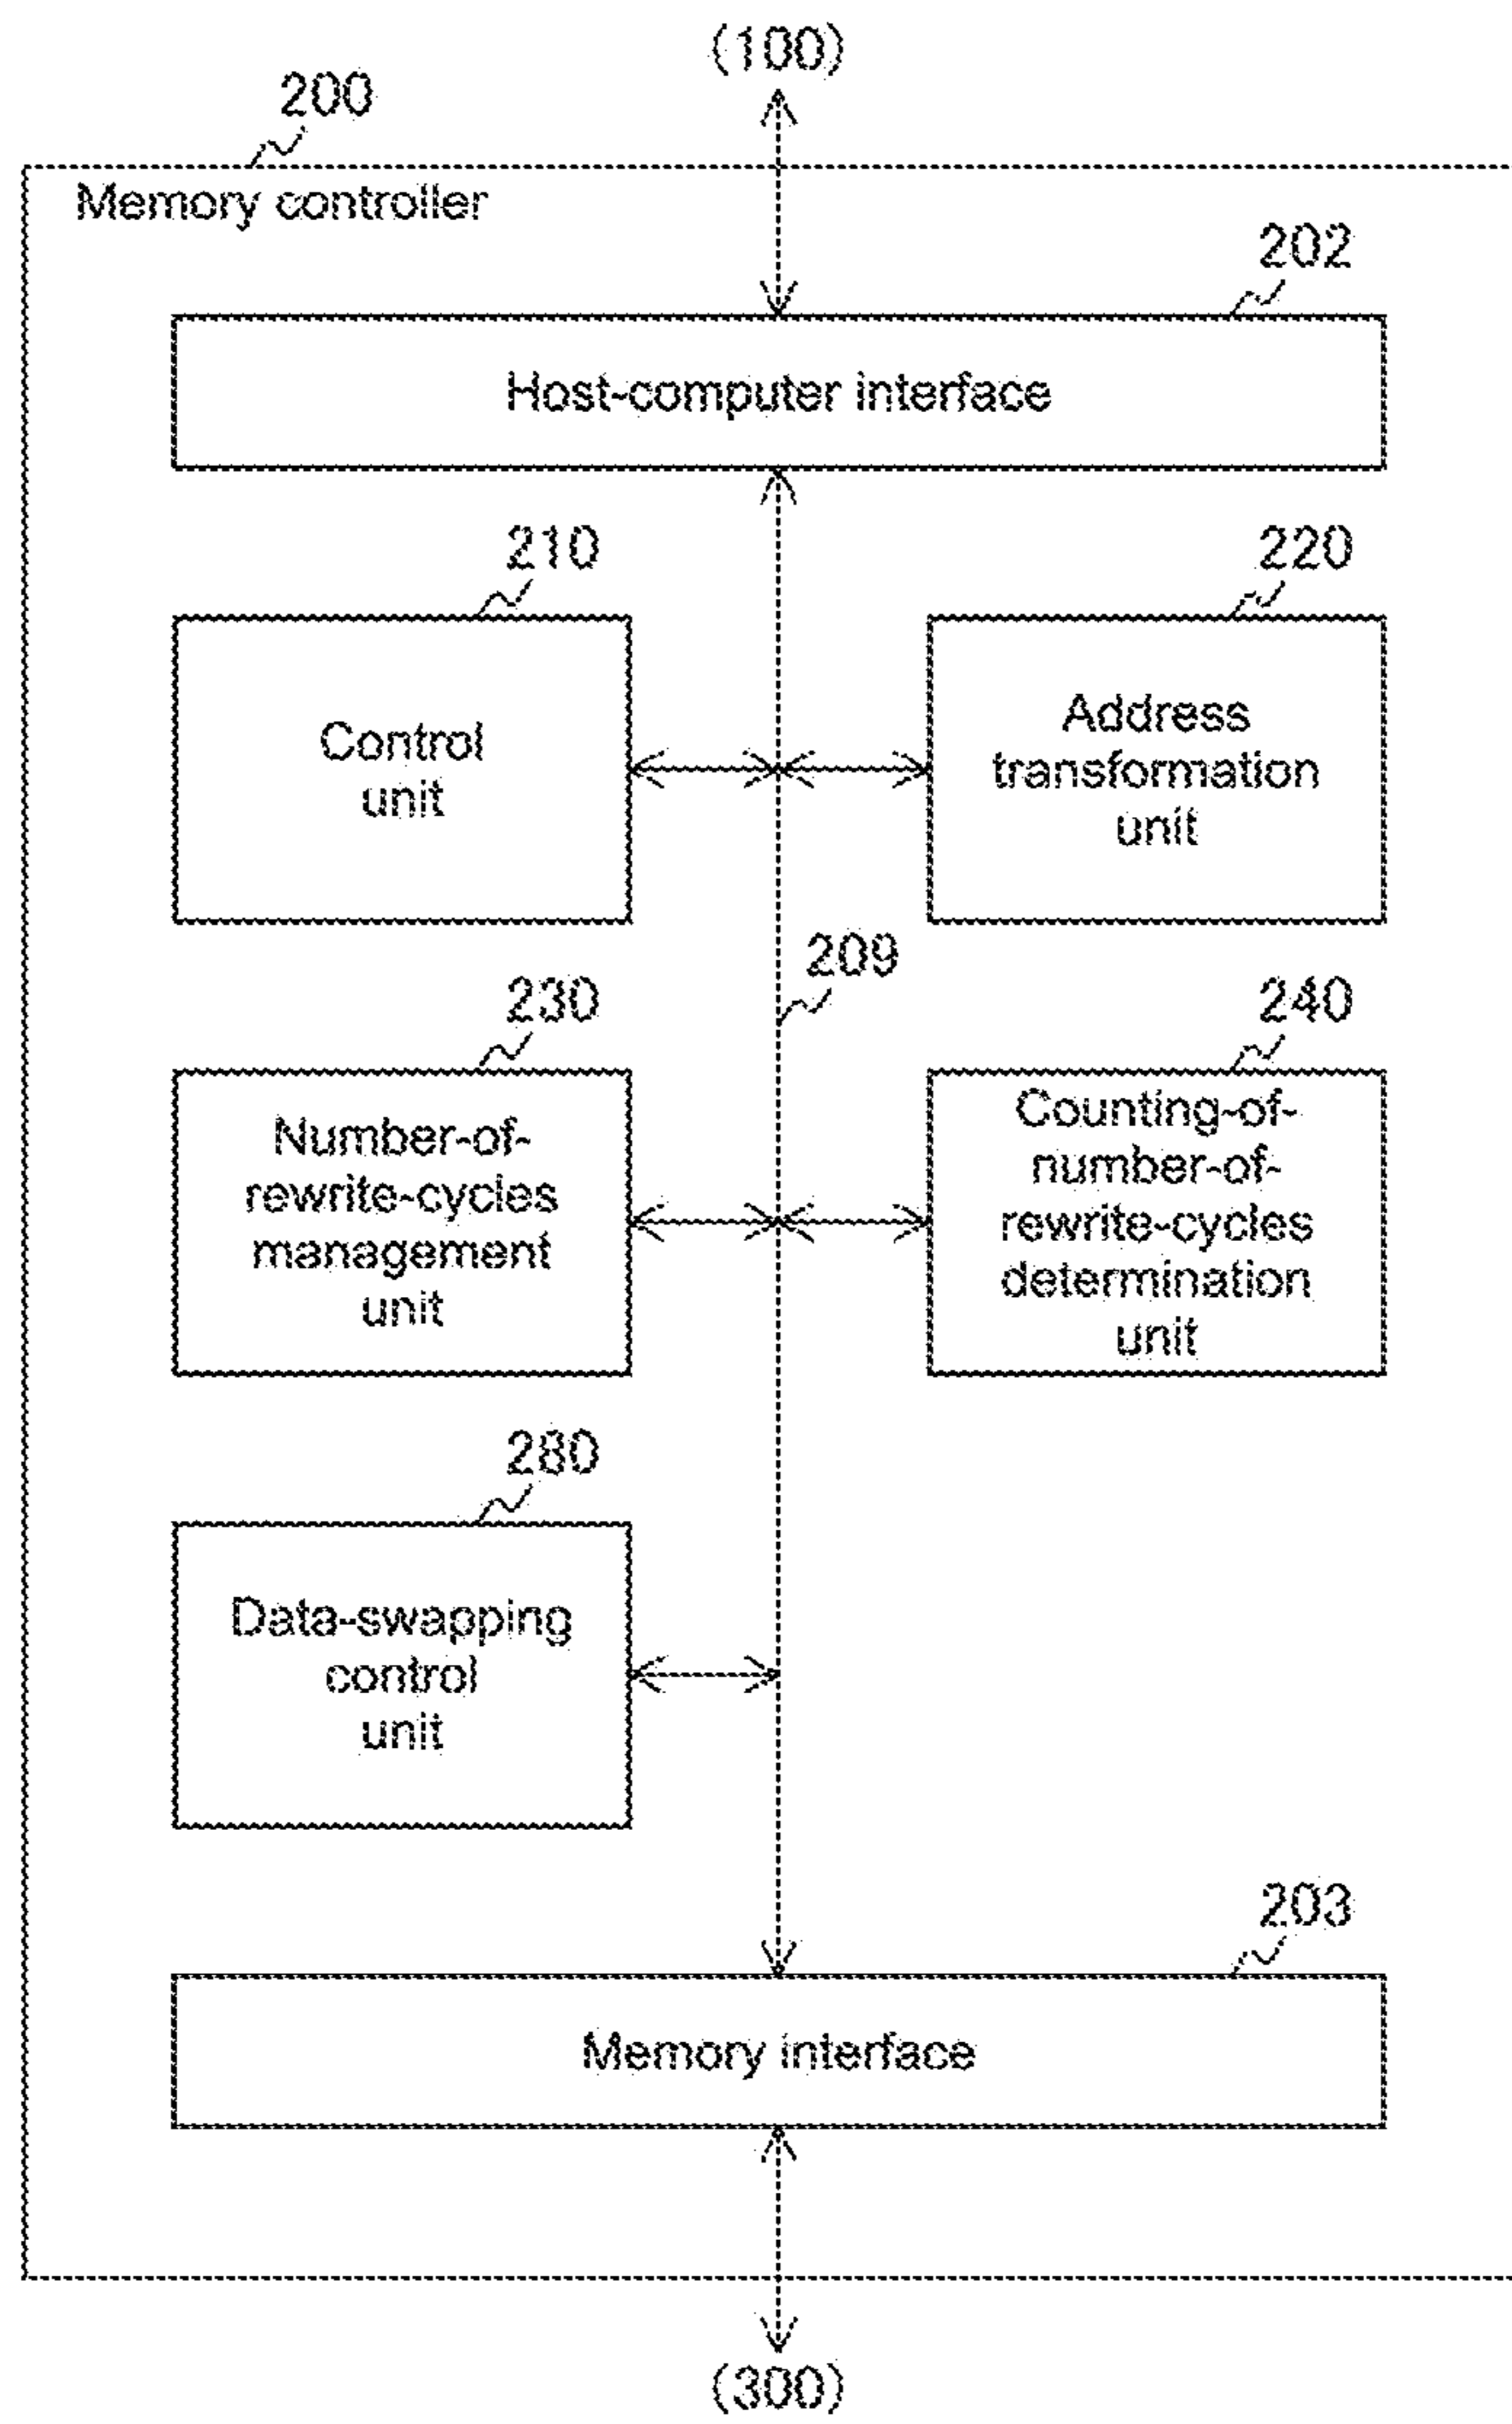 (100)
200
Memory controller
202
Host-computer interface
210
220
Control
unit
Address
transformation
unit
209
230
240
Number-of-
rewrite-cycles
management
unit
Counting-of-
number-of-
rewrite-cycles
determination
unit
280
Data-swapping
control
unit
203
Memory interface
(300)